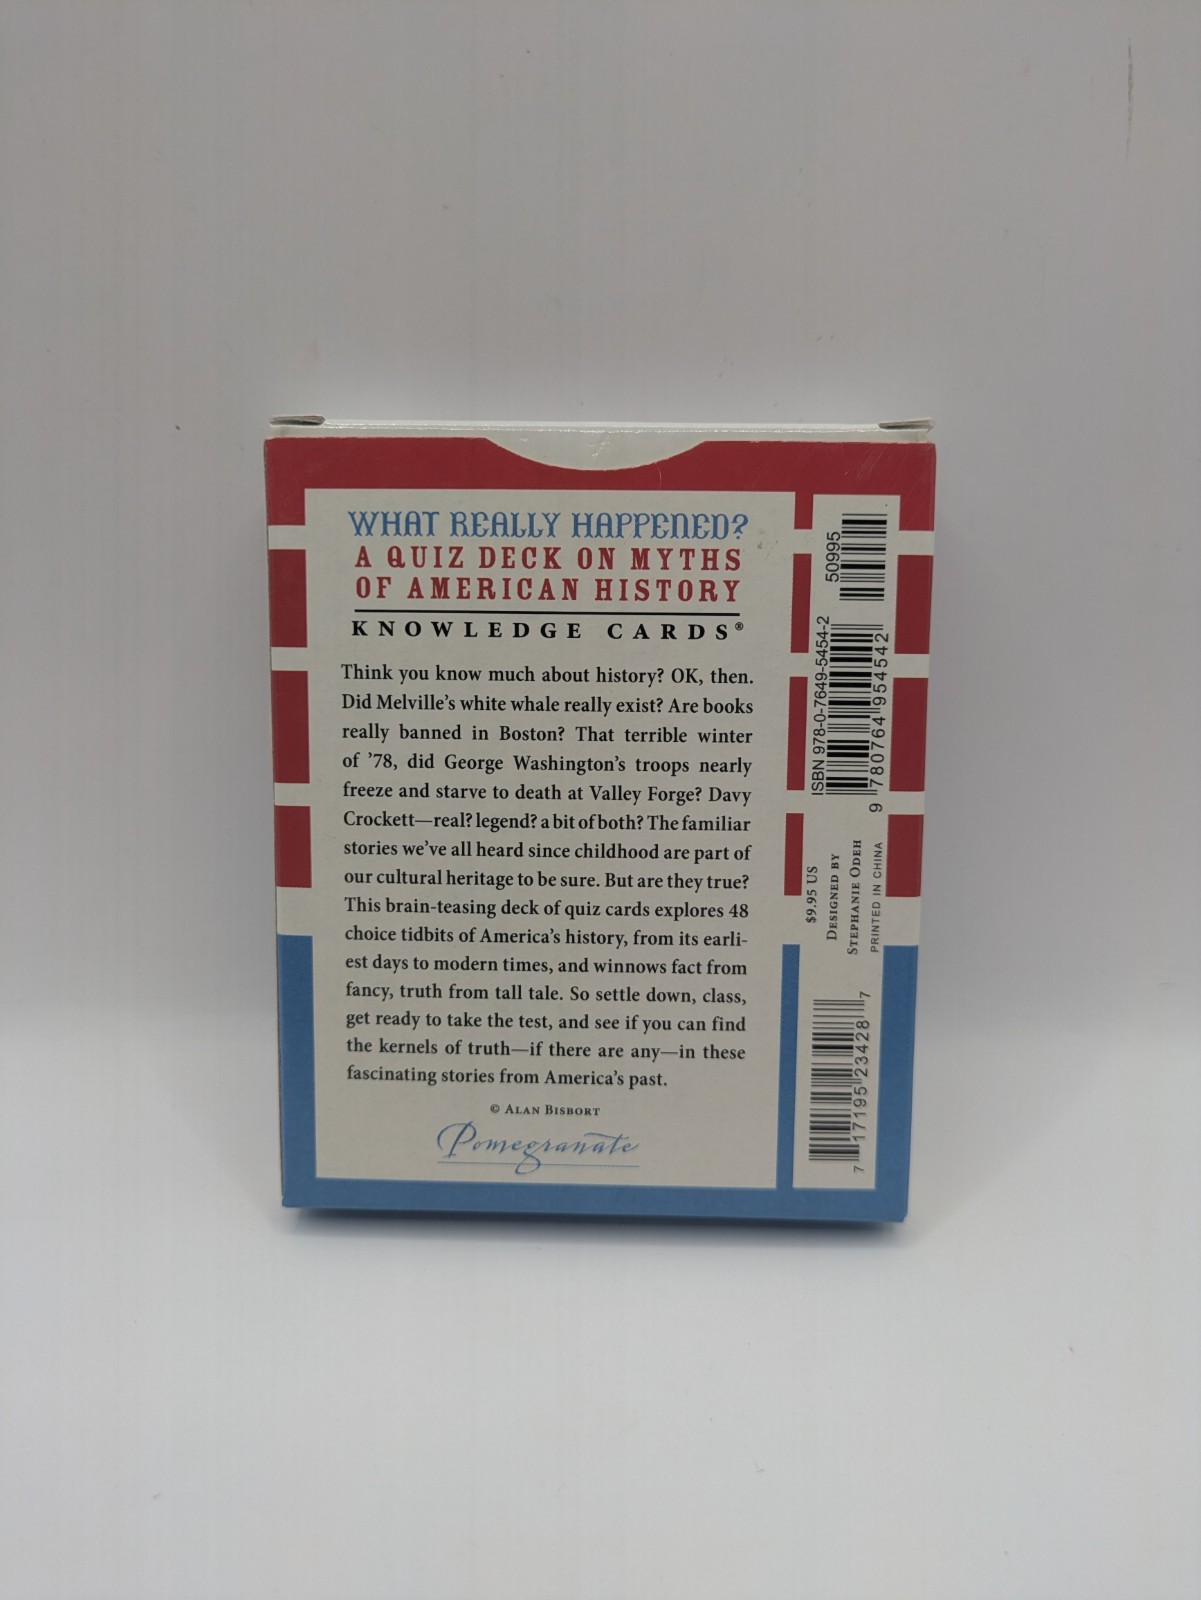 WHAT REALLY HAPPENED?
A QUIZ DECK ON MYTHS
OF AMERICAN HISTORY
KNOWLEDGE CARDS®
Think you know much about history? OK, then.
Did Melville's white whale really exist? Are books
really banned in Boston? That terrible winter
of '78, did George Washington's troops nearly
freeze and starve to death at Valley Forge? Davy
Crockett—real? legend? a bit of both? The familiar
stories we've all heard since childhood are part of
our cultural heritage to be sure. But are they true?
This brain-teasing deck of quiz cards explores 48
choice tidbits of America's history, from its earli-
est days to modern times, and winnows fact from
fancy, truth from tall tale. So settle down, class,
get ready to take the test, and see if you can find
the kernels of truth—if there are any—in these
fascinating stories from America's past.
© ALAN BISBORT
Pomegranate
50995
ISBN 978-0-7649-5454-2
9 780764 954542
$9.95 US
DESIGNED BY
STEPHANIE ODEH
PRINTED IN CHINA
7 17195 23428 7